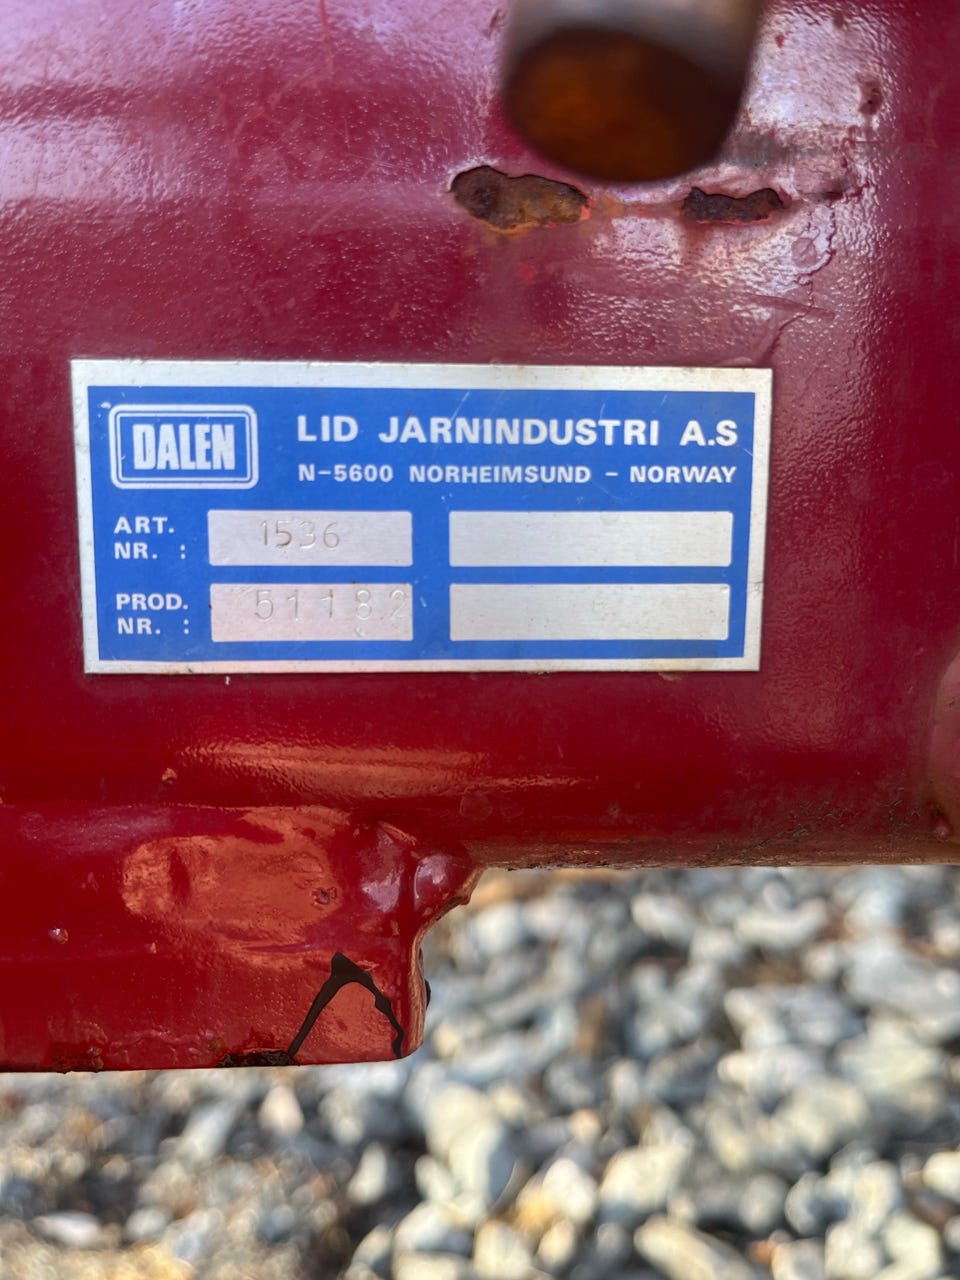 DALEN
LID JARNINDUSTRI A.S
N-5600 NORHEIMSUND - NORWAY
ART.
NR. : 1536
PROD.
NR. : 51182